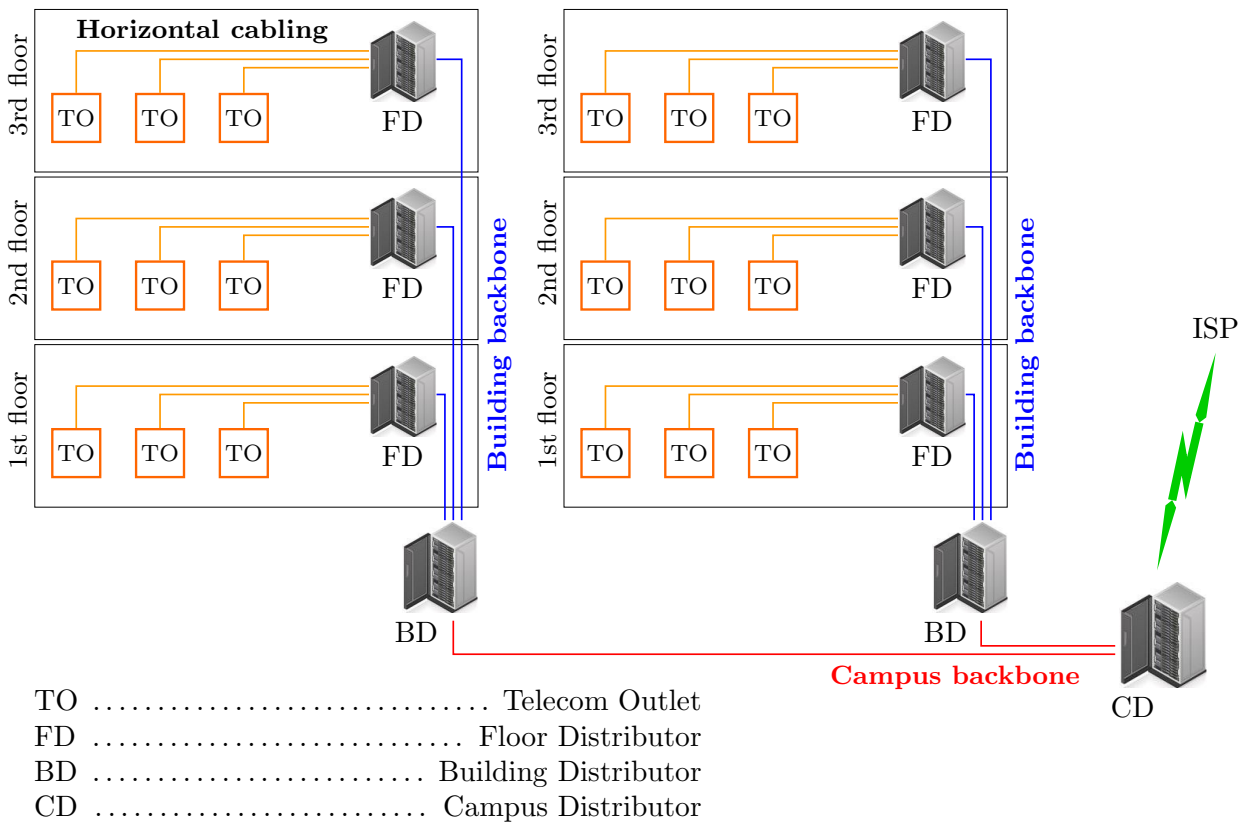 Horizontal cabling
3rd floor
TO TO TO
FD
2nd floor
TO TO TO
FD
1st floor
TO TO TO
FD
Building backbone
BD
3rd floor
TO TO TO
FD
2nd floor
TO TO TO
FD
1st floor
TO TO TO
FD
Building backbone
BD
ISP
Campus backbone
CD
TO ............................... Telecom Outlet
FD ............................. Floor Distributor
BD .......................... Building Distributor
CD .......................... Campus Distributor